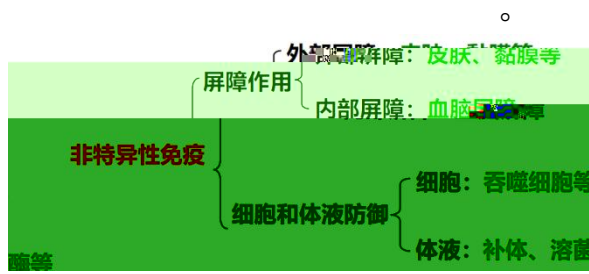 。
外部屏障：皮肤、黏膜等
屏障作用
内部屏障：血脑屏障
非特异性免疫
细胞：吞噬细胞等
细胞和体液防御
体液：补体、溶菌
酶等